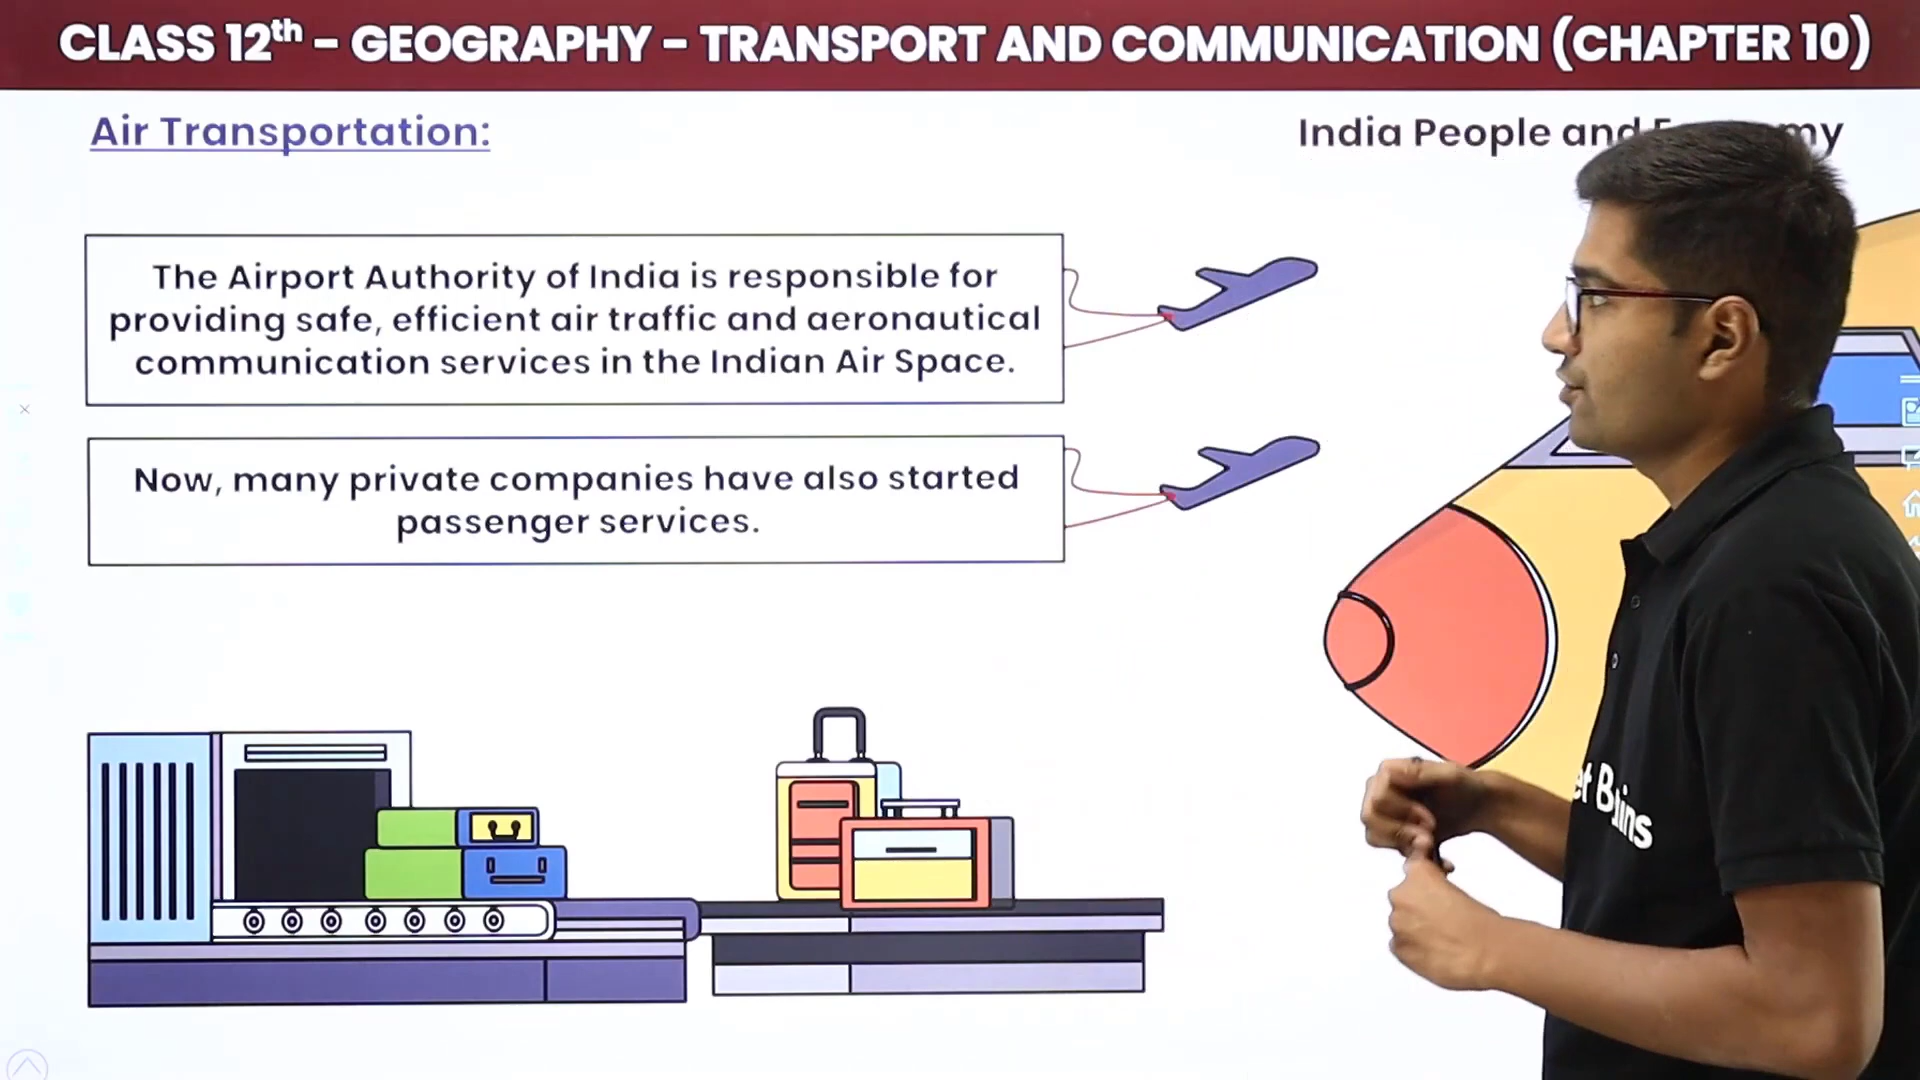 CLASS 12th - GEOGRAPHY - TRANSPORT AND COMMUNICATION (CHAPTER 10)
Air Transportation:
India People and
The Airport Authority of India is responsible for
providing safe, efficient air traffic and aeronautical
communication services in the Indian Air Space.
Now, many private companies have also started
passenger services.